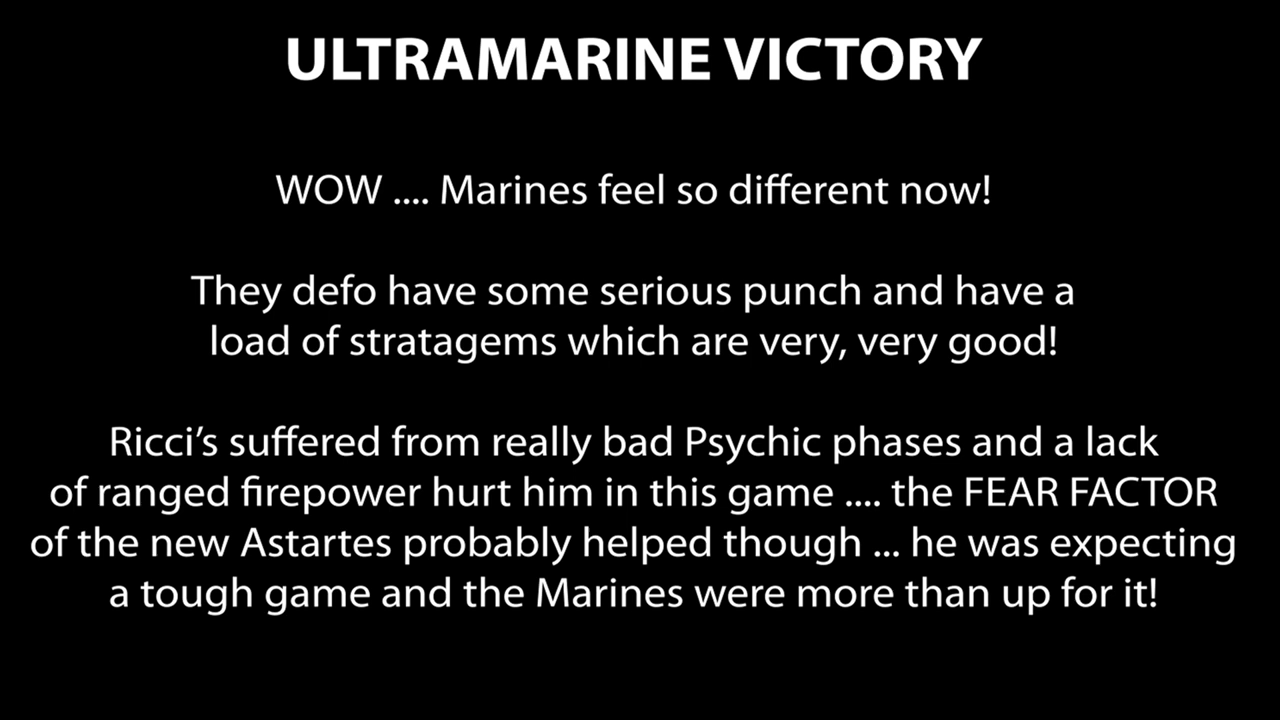 ULTRAMARINE VICTORY
WOW .... Marines feel so different now!
They defo have some serious punch and have a
load of stratagems which are very, very good!
Ricci’s suffered from really bad Psychic phases and a lack
of ranged firepower hurt him in this game .... the FEAR FACTOR
of the new Astartes probably helped though ... he was expecting
a tough game and the Marines were more than up for it!